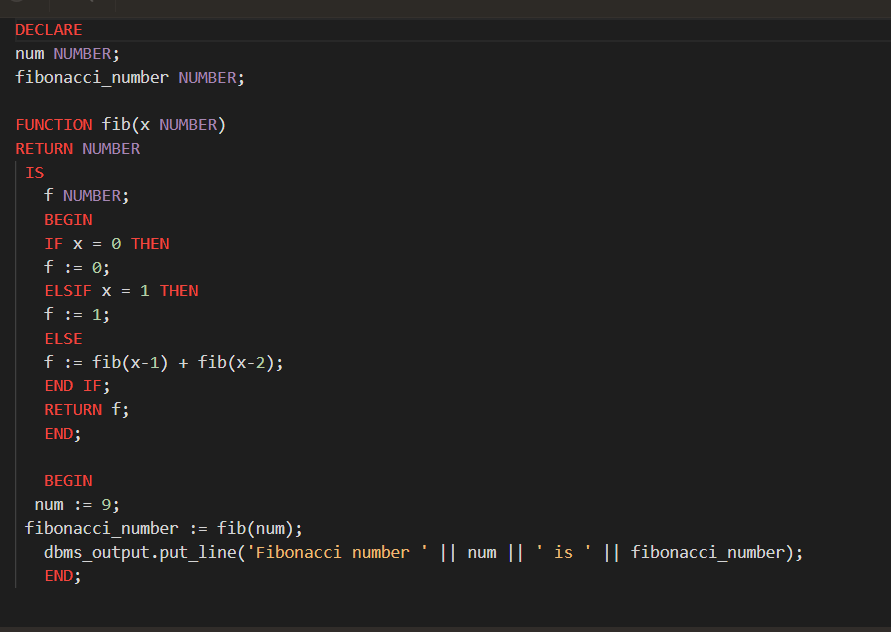 DECLARE
num NUMBER;
fibonacci_number NUMBER;
FUNCTION fib(x NUMBER)
RETURN NUMBER
IS
f NUMBER;
BEGIN
IF x = 0 THEN
f := 0;
ELSIF x = 1 THEN
f := 1;
ELSE
f := fib(x-1) + fib(x-2);
END IF;
RETURN f;
END;
BEGIN
num := 9;
fibonacci_number := fib(num);
dbms_output.put_line('Fibonacci number ' || num || ' is ' || fibonacci_number);
END;